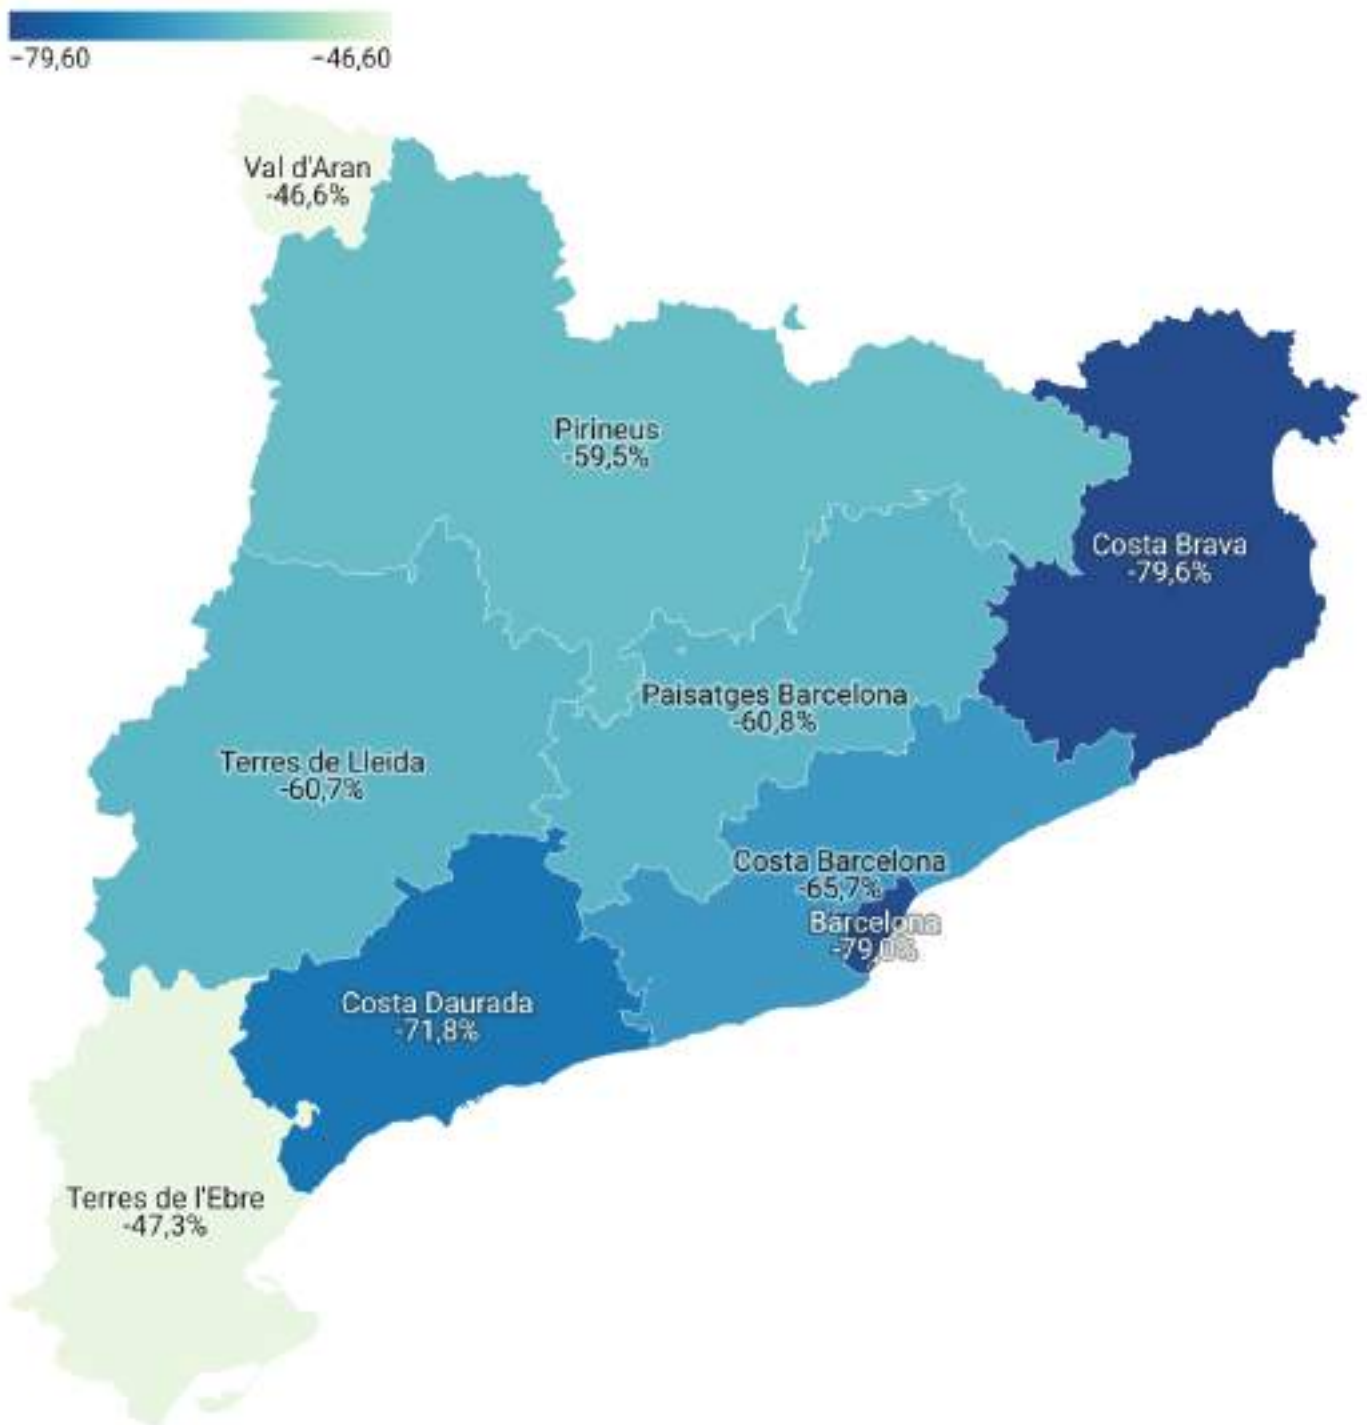 -79,60
-46,60
Val d'Aran
-46,6%
Pirineus
-59,5%
Costa Brava
-79,6%
Paisatges Barcelona
-60,8%
Terres de Lleida
-60,7%
Costa Barcelona
-65,7%
Barcelona
-79,0%
Costa Daurada
-71,8%
Terres de l'Ebre
-47,3%